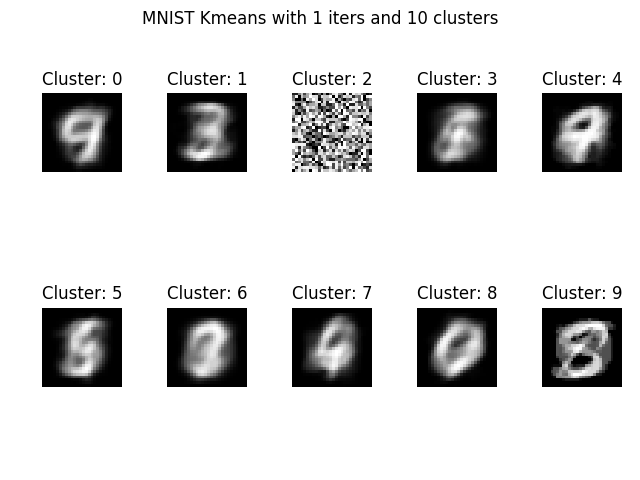 MNIST Kmeans with 1 iters and 10 clusters
Cluster: 0 Cluster: 1 Cluster: 2 Cluster: 3 Cluster: 4
Cluster: 5 Cluster: 6 Cluster: 7 Cluster: 8 Cluster: 9